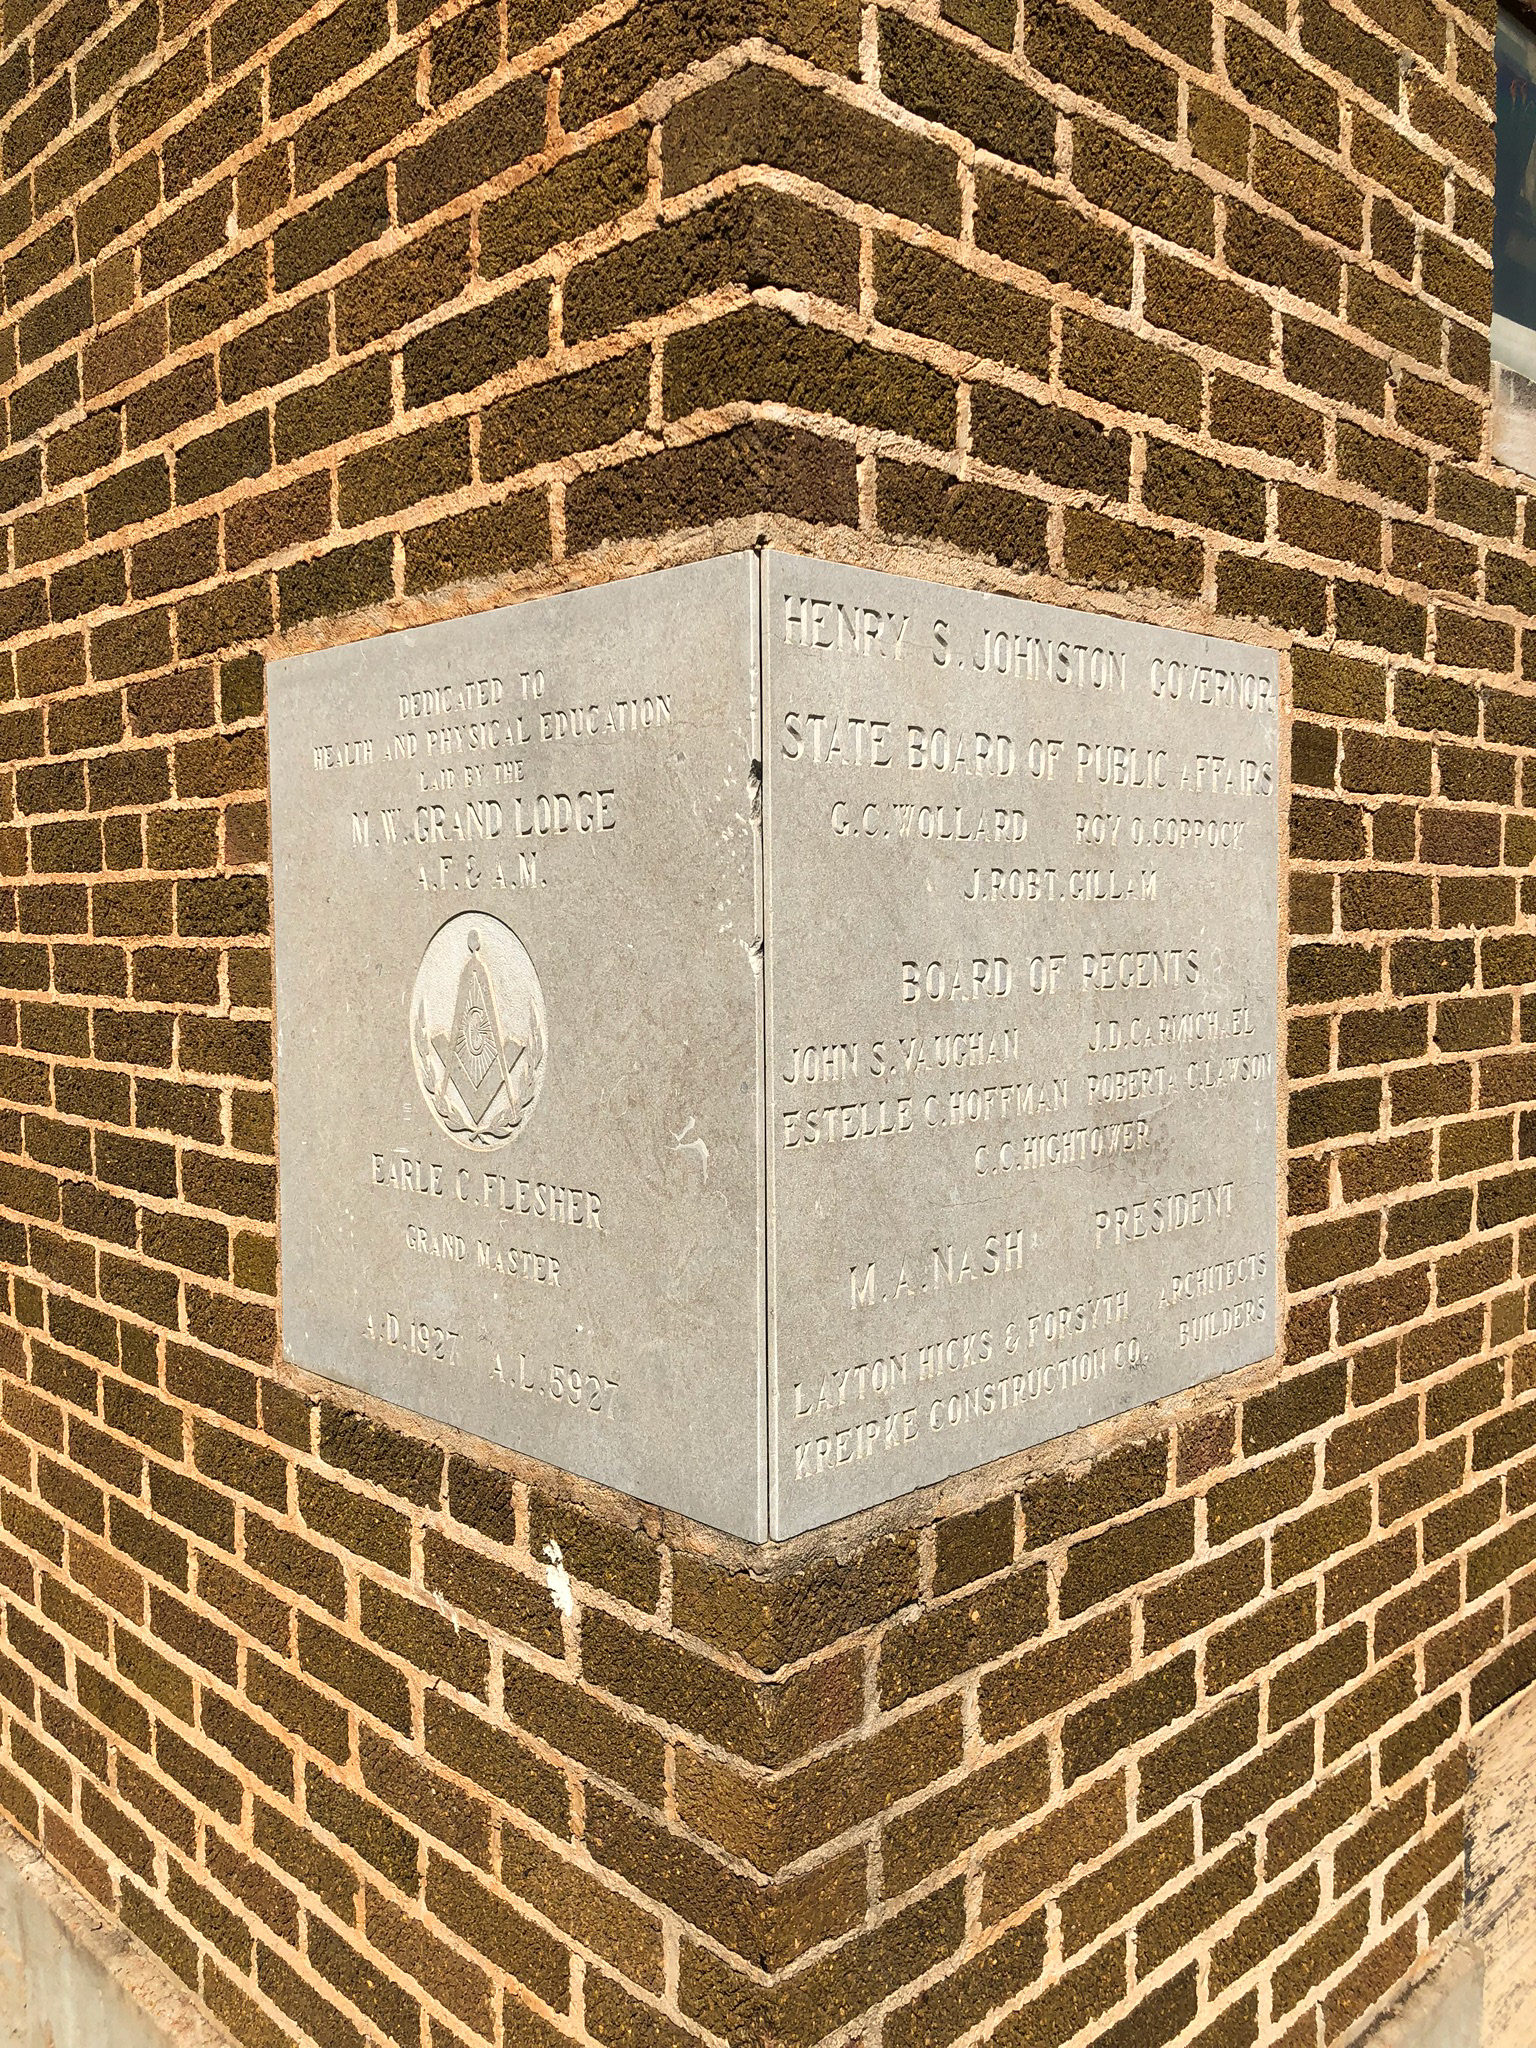 DEDICATED TO
HEALTH AND PHYSICAL EDUCATION
LAID BY THE
M.W. GRAND LODGE
A.F. & A.M.
G
EARLE C. FLESHER
GRAND MASTER
A.D. 1927 A.L. 5927
HENRY S. JOHNSTON GOVERNOR
STATE BOARD OF PUBLIC AFFAIRS
G.C. WOLLARD ROY O. COPPOCK
J. ROBT. GILLAM
BOARD OF REGENTS
JOHN S. VAUGHAN J.D. CARMICHAEL
ESTELLE C. HOFFMAN ROBERTA C. LAWSON
C.C. HIGHTOWER
M.A. NASH PRESIDENT
LAYTON HICKS & FORSYTH ARCHITECTS
KREIPKE CONSTRUCTION CO. BUILDERS